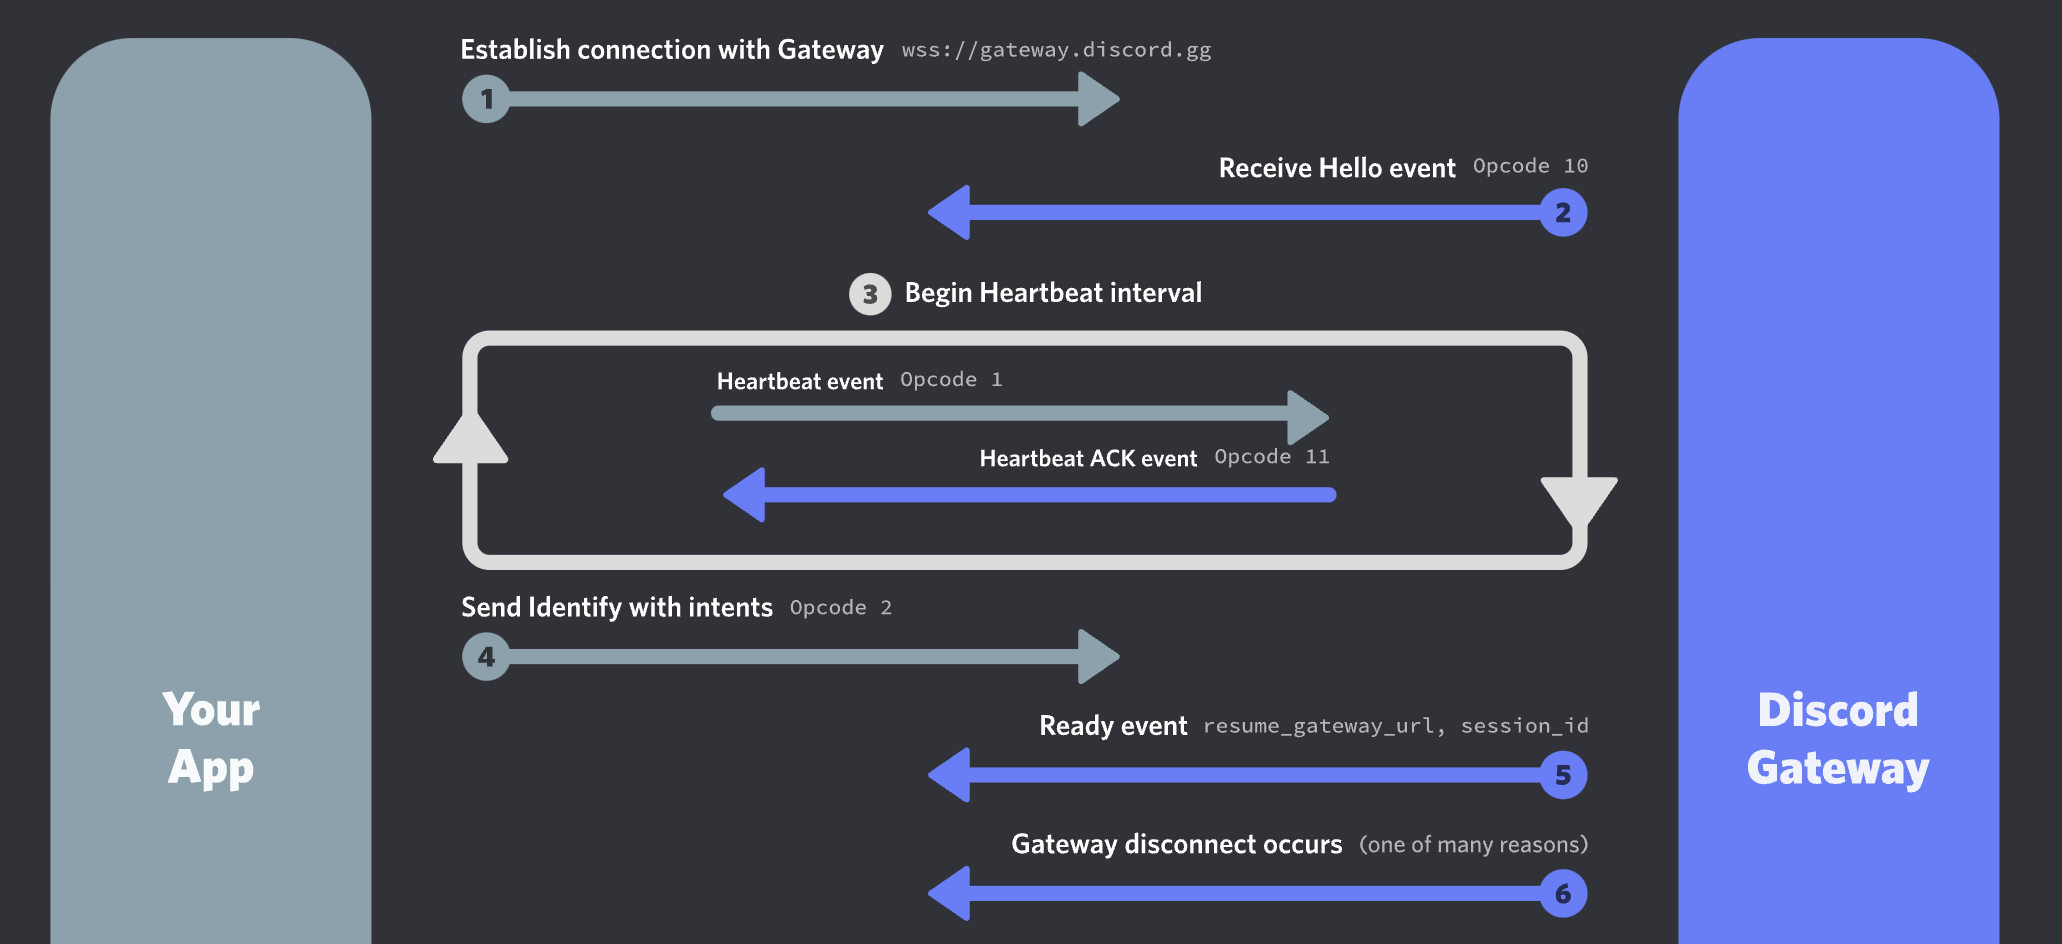 Establish connection with Gateway wss://gateway.discord.gg
1
Receive Hello event Opcode 10
2
3 Begin Heartbeat interval
Heartbeat event Opcode 1
Heartbeat ACK event Opcode 11
Send Identify with intents Opcode 2
4
Ready event resume_gateway_url, session_id
5
Gateway disconnect occurs (one of many reasons)
6
Your
App
Discord
Gateway